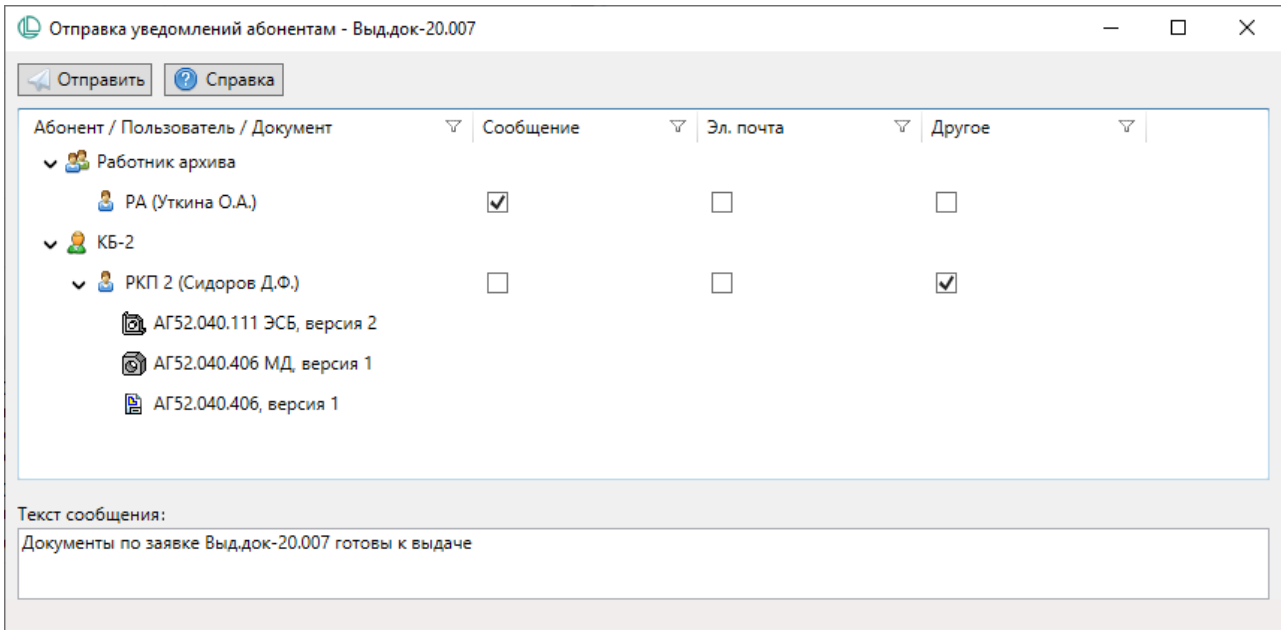 Отправка уведомлений абонентам - Выд.док-20.007
Отправить Справка
Абонент / Пользователь / Документ Сообщение Эл. почта Другое
Работник архива
РА (Уткина О.А.)
КБ-2
РКП 2 (Сидоров Д.Ф.)
АГ52.040.111 ЭСБ, версия 2
АГ52.040.406 МД, версия 1
АГ52.040.406, версия 1
Текст сообщения:
Документы по заявке Выд.док-20.007 готовы к выдаче